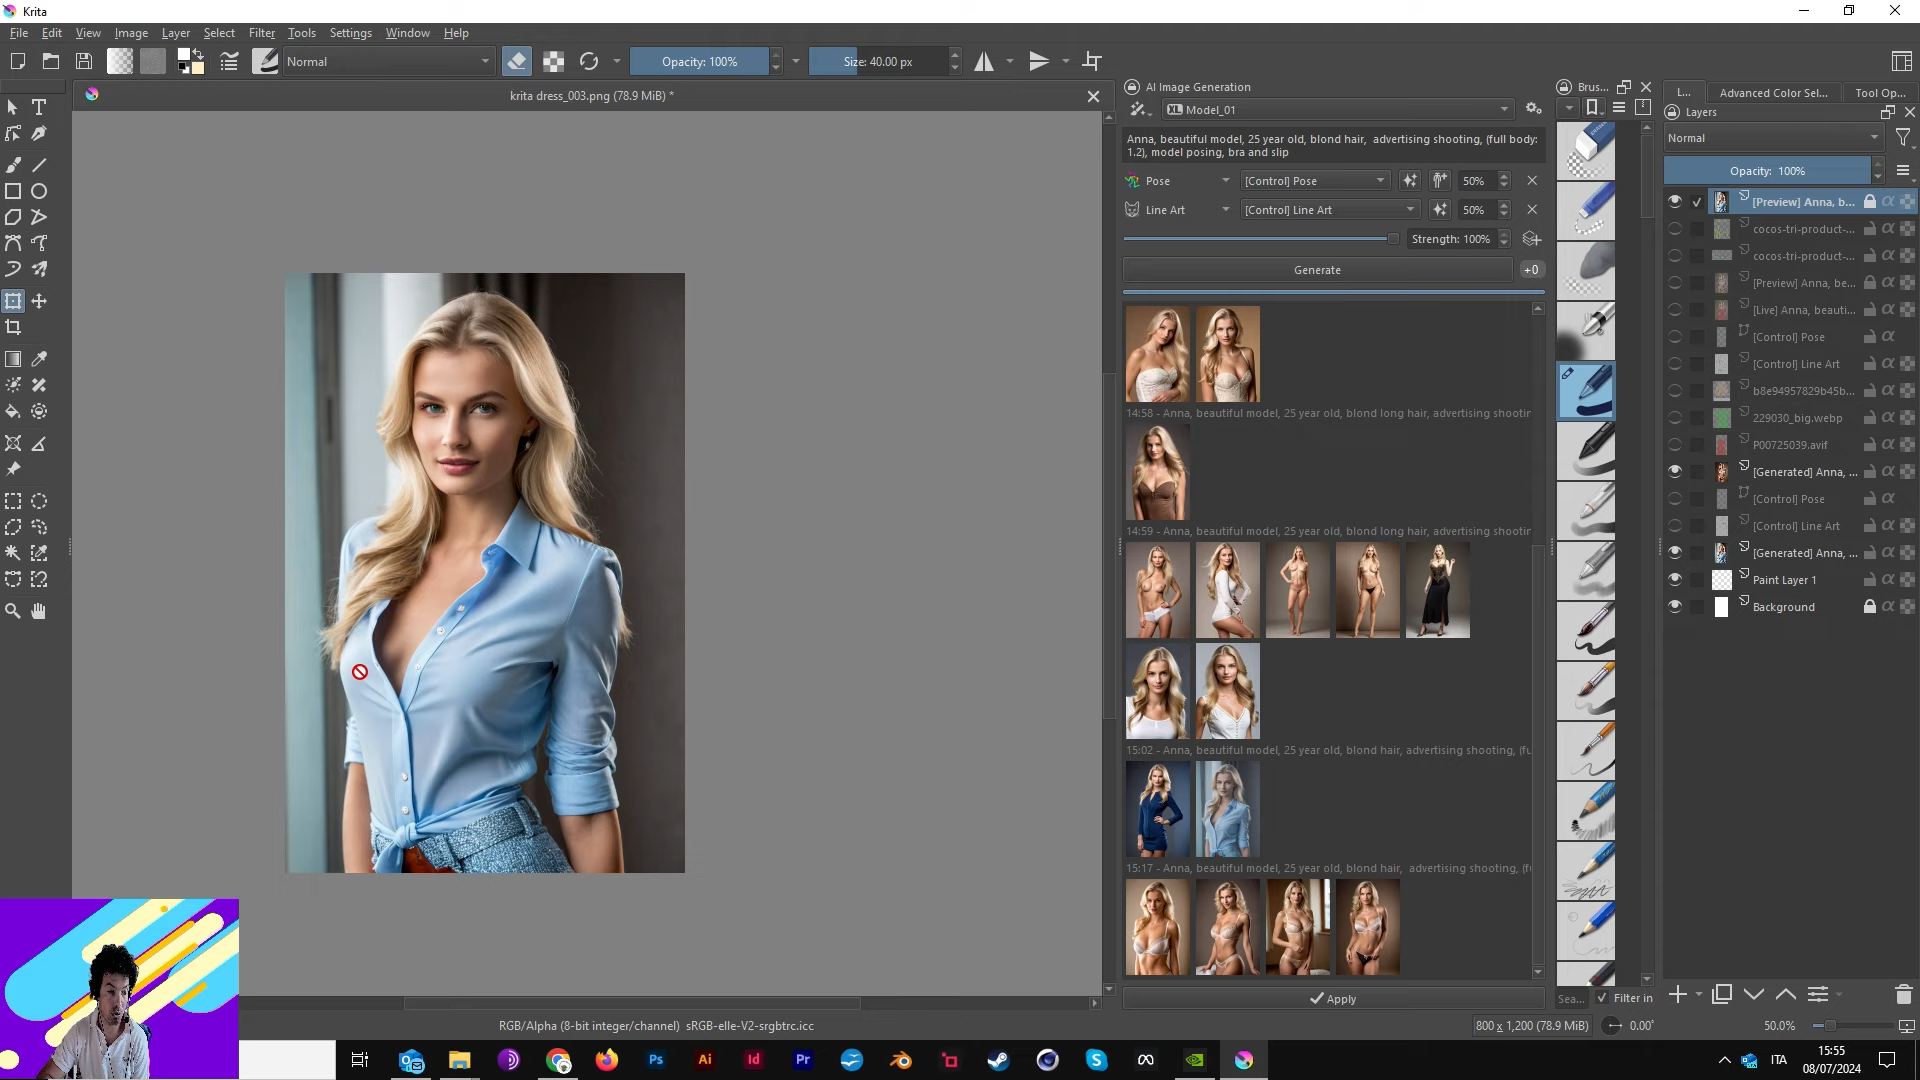 Krita
File Edit View Image Layer Select Filter Tools Settings Window Help
Normal
Opacity: 100%
Size: 40.00 px
krita dress_003.png (78.9 MiB) *
AI Image Generation
XL Model_01
Anna, beautiful model, 25 year old, blond hair, advertising shooting, (full body:
1.2), model posing, bra and slip
Pose [Control] Pose 50%
Line Art [Control] Line Art 50%
Strength: 100%
Generate +0
14:58 - Anna, beautiful model, 25 year old, blond long hair, advertising shootin
14:59 - Anna, beautiful model, 25 year old, blond long hair, advertising shootin
15:02 - Anna, beautiful model, 25 year old, blond hair, advertising shooting, (fu
15:17 - Anna, beautiful model, 25 year old, blond hair, advertising shooting, (f
Apply
Brus...
Sea... Filter in
L... Advanced Color Sel... Tool Op...
Layers
Normal
Opacity: 100%
[Preview] Anna, b...
cocos-tri-product-...
cocos-tri-product-...
[Preview] Anna, be...
[Live] Anna, beauti...
[Control] Pose
[Control] Line Art
b8e94957829b45b...
229030_big.webp
P00725039.avif
[Generated] Anna, ...
[Control] Pose
[Control] Line Art
[Generated] Anna, ...
Paint Layer 1
Background
RGB/Alpha (8-bit integer/channel) sRGB-elle-V2-srgbtrc.icc
800 x 1,200 (78.9 MiB)
0.00°
50.0%
Ps Ai Id Pr
ITA
15:55
08/07/2024